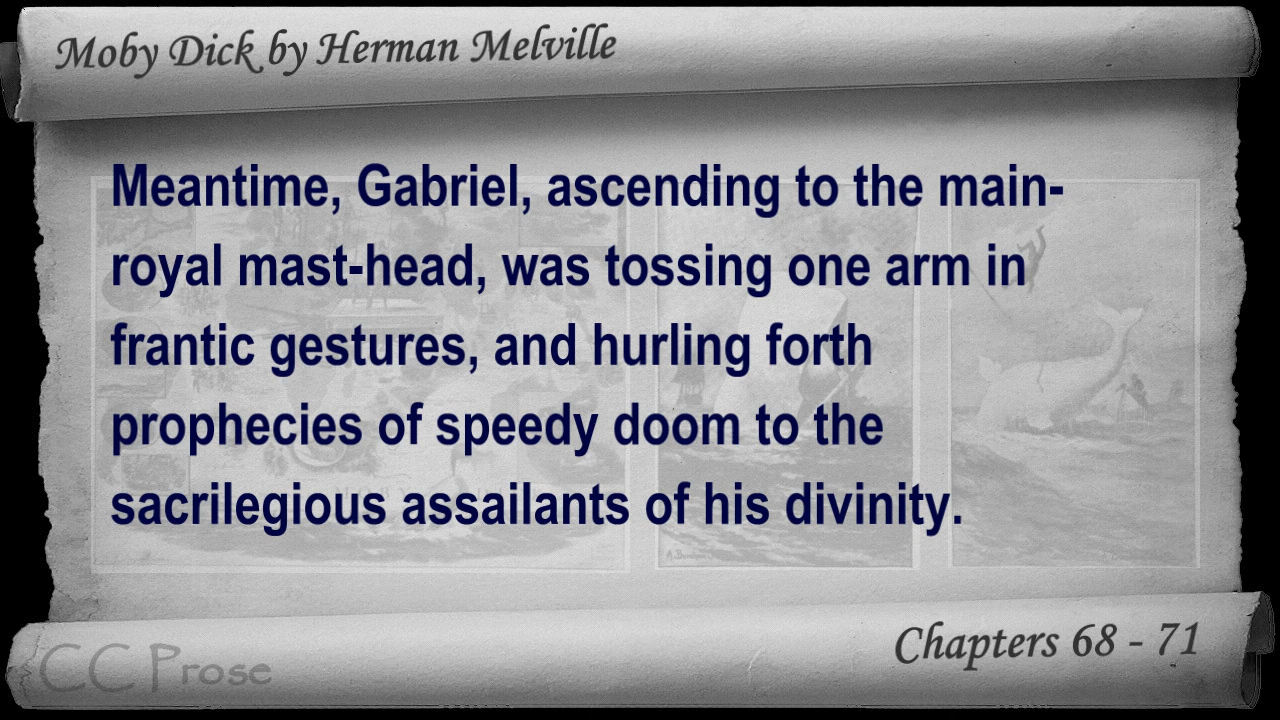 Moby Dick by Herman Melville
Meantime, Gabriel, ascending to the main-
royal mast-head, was tossing one arm in
frantic gestures, and hurling forth
prophecies of speedy doom to the
sacrilegious assailants of his divinity.
Chapters 68 - 71
CC Prose